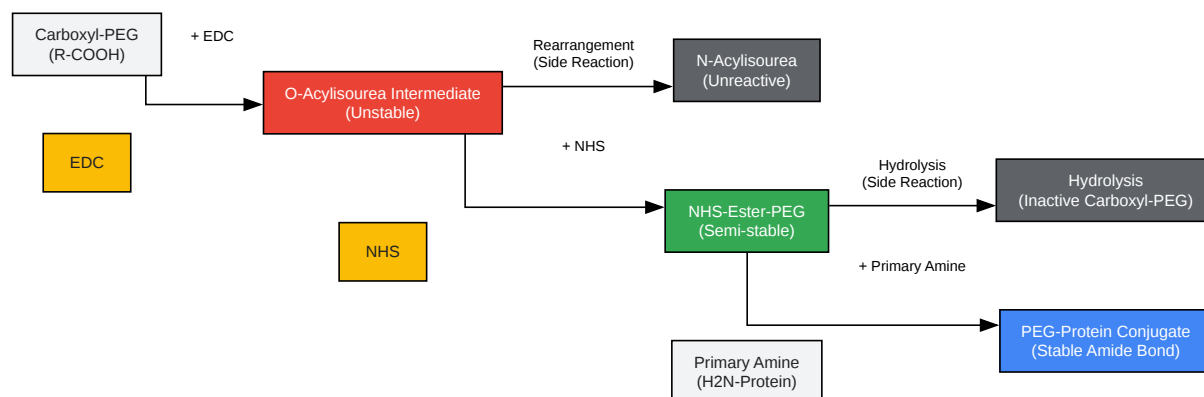 Carboxyl-PEG
(R-COOH)
+ EDC
Rearrangement
(Side Reaction)
N-Acylisourea
(Unreactive)
O-Acylisourea Intermediate
(Unstable)
EDC
+ NHS
Hydrolysis
(Side Reaction)
Hydrolysis
(Inactive Carboxyl-PEG)
NHS-Ester-PEG
(Semi-stable)
NHS
+ Primary Amine
PEG-Protein Conjugate
(Stable Amide Bond)
Primary Amine
(H2N-Protein)